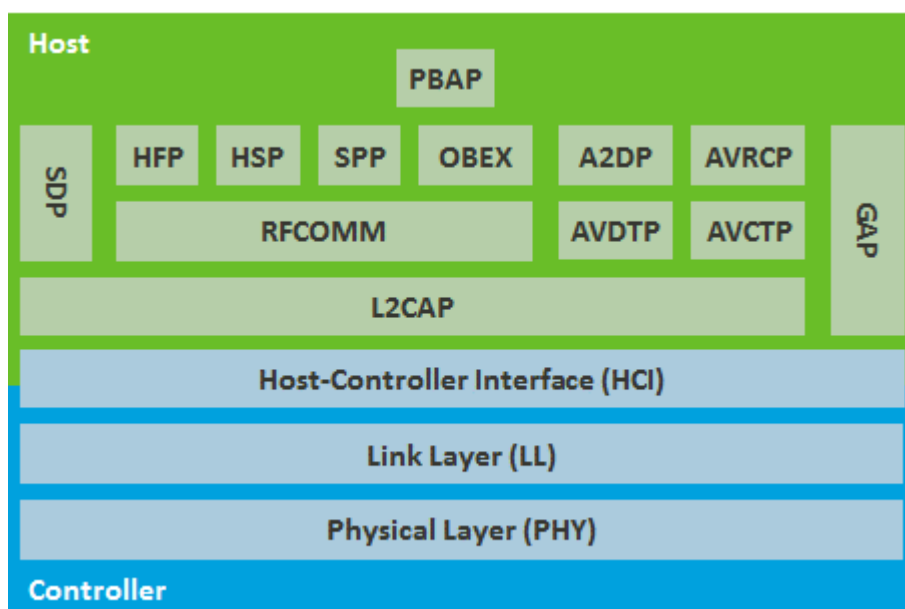 Host
PBAP
SDP
HFP
HSP
SPP
OBEX
A2DP
AVRCP
GAP
RFCOMM
AVDTP
AVCTP
L2CAP
Host-Controller Interface (HCI)
Link Layer (LL)
Physical Layer (PHY)
Controller